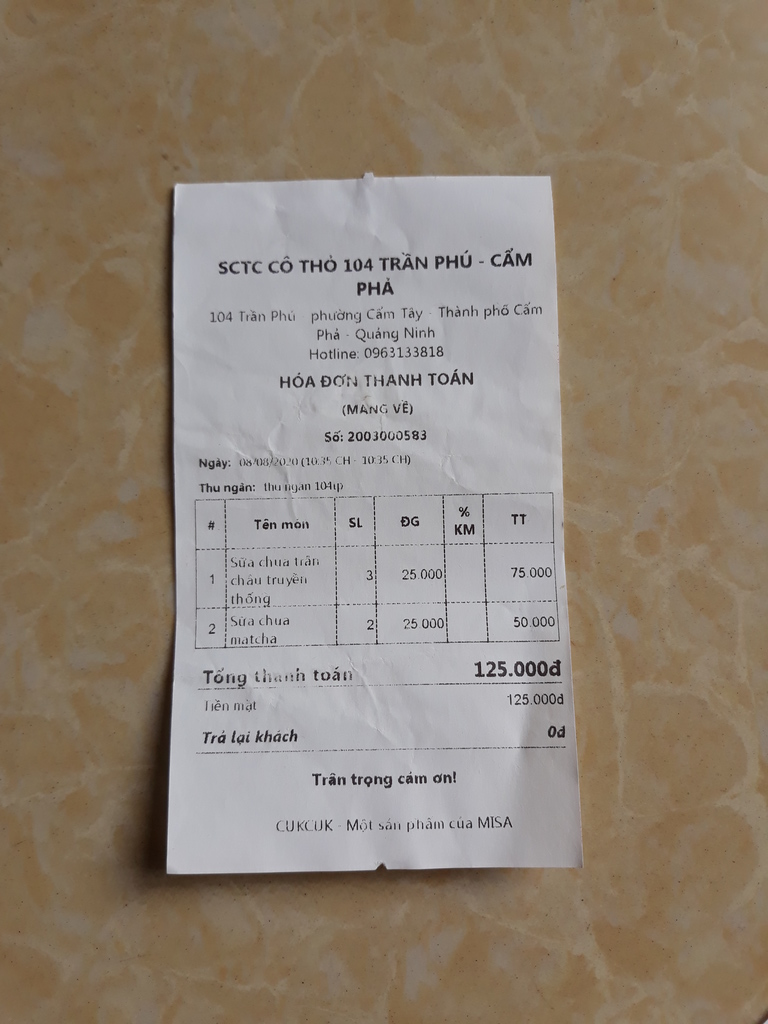 SCTC CÔ THỎ 104 TRẦN PHÚ - CẨM
PHẢ
104 Trần Phú - phường Cẩm Tây - Thành phố Cẩm
Phả - Quảng Ninh
Hotline: 0963133818
HÓA ĐƠN THANH TOÁN
(MANG VỀ)
Số: 2003000583
Ngày: 08/08/2020 (10:35 CH - 10:35 CH)
Thu ngân: thu ngân 104tp
# Tên món SL ĐG % KM TT
1 Sữa chua trân châu truyền thống 3 25.000 75.000
2 Sữa chua matcha 2 25.000 50.000
Tổng thanh toán 125.000đ
Tiền mặt 125.000đ
Trả lại khách 0đ
Trân trọng cảm ơn!
CUKCUK - Một sản phẩm của MISA